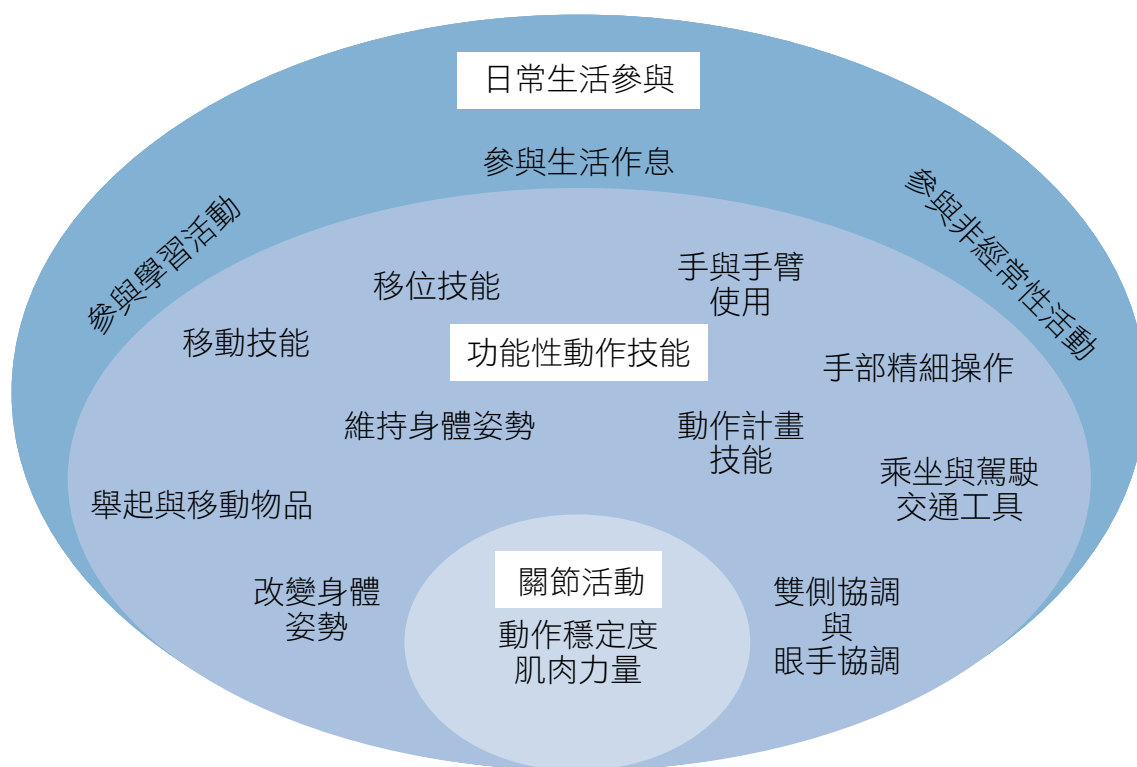 日常生活參與
參與生活作息
參與學習活動
參與非經常性活動
移位技能
手與手臂
使用
移動技能
功能性動作技能
手部精細操作
維持身體姿勢
動作計畫
技能
舉起與移動物品
乘坐與駕駛
交通工具
改變身體
姿勢
關節活動
動作穩定度
肌肉力量
雙側協調
與
眼手協調